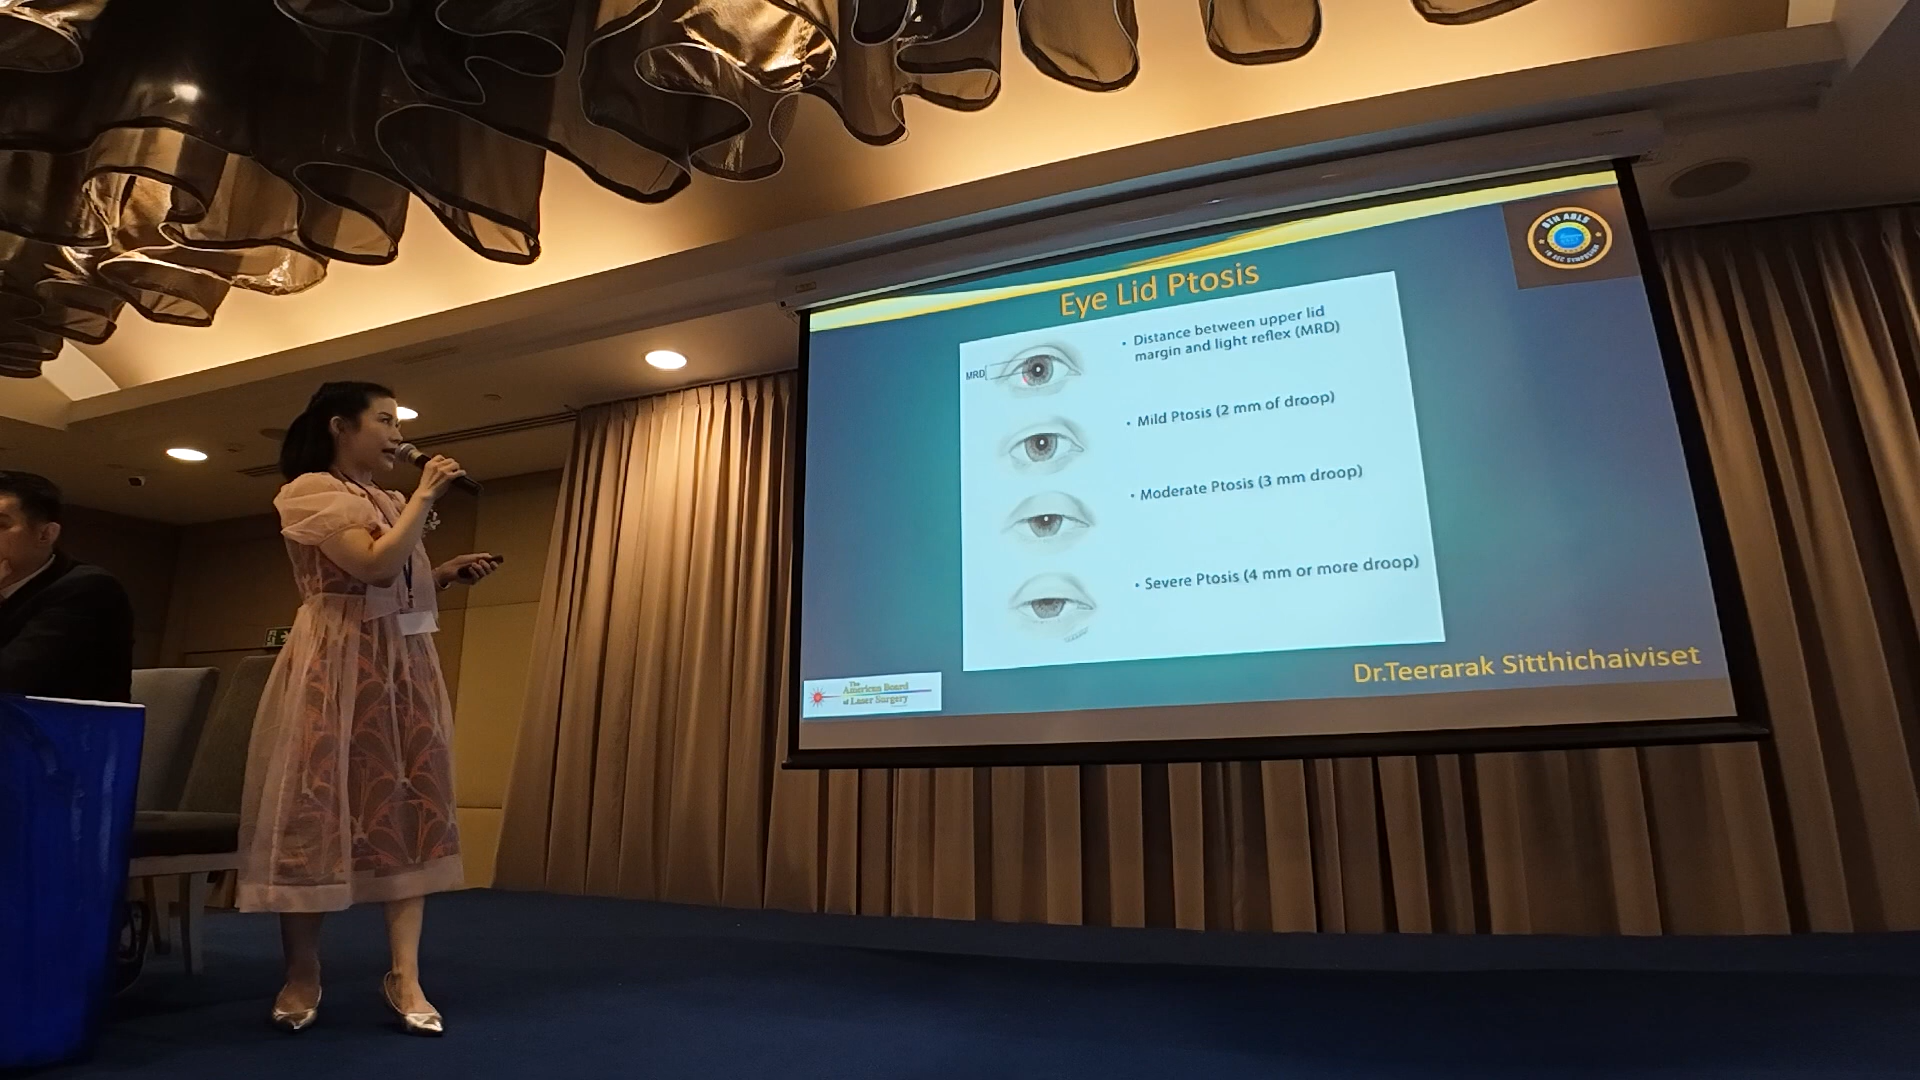 8TH ABLS
Eye Lid Ptosis
• Distance between upper lid
margin and light reflex (MRD)
MRD
• Mild Ptosis (2 mm of droop)
• Moderate Ptosis (3 mm droop)
• Severe Ptosis (4 mm or more droop)
Dr.Teerarak Sitthichaiviset
The
American Board
of Laser Surgery